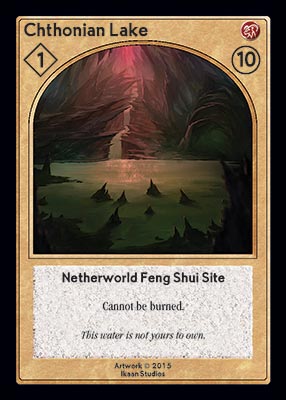 Chthonian Lake
1
10
Netherworld Feng Shui Site
Cannot be burned.
This water is not yours to own.
Artwork © 2015
Ikaan Studios